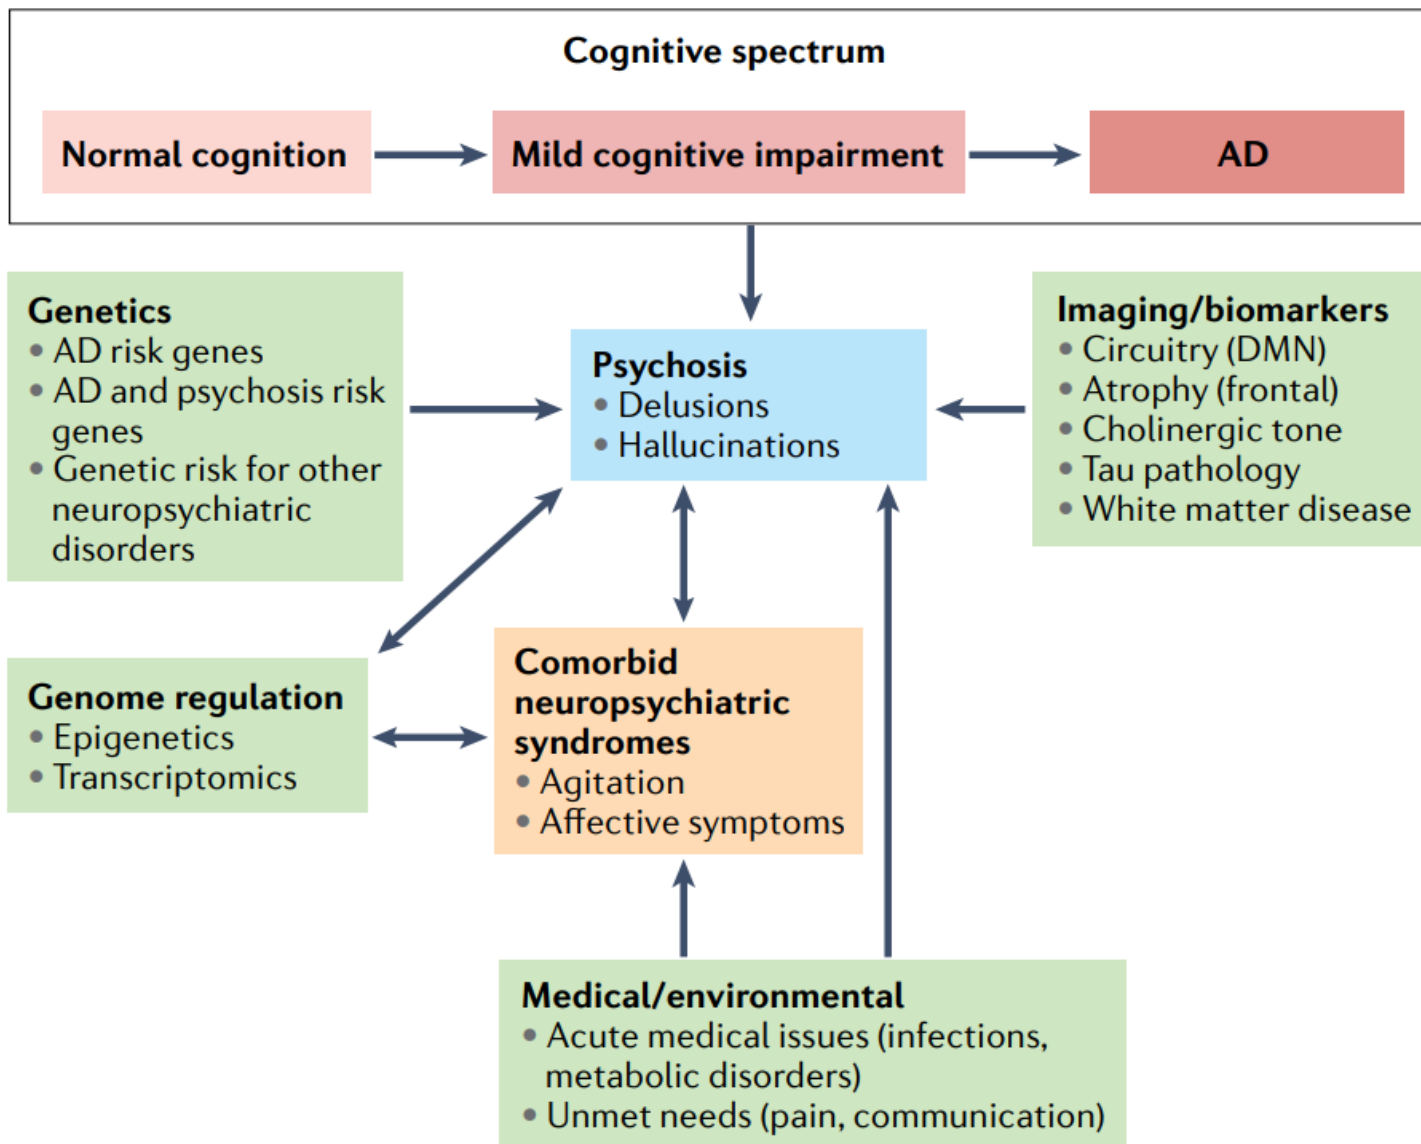 Cognitive spectrum
Normal cognition
Mild cognitive impairment
AD
Genetics
• AD risk genes
• AD and psychosis risk
genes
• Genetic risk for other
neuropsychiatric
disorders
Psychosis
• Delusions
• Hallucinations
Imaging/biomarkers
• Circuitry (DMN)
• Atrophy (frontal)
• Cholinergic tone
• Tau pathology
• White matter disease
Genome regulation
• Epigenetics
• Transcriptomics
Comorbid
neuropsychiatric
syndromes
• Agitation
• Affective symptoms
Medical/environmental
• Acute medical issues (infections,
metabolic disorders)
• Unmet needs (pain, communication)